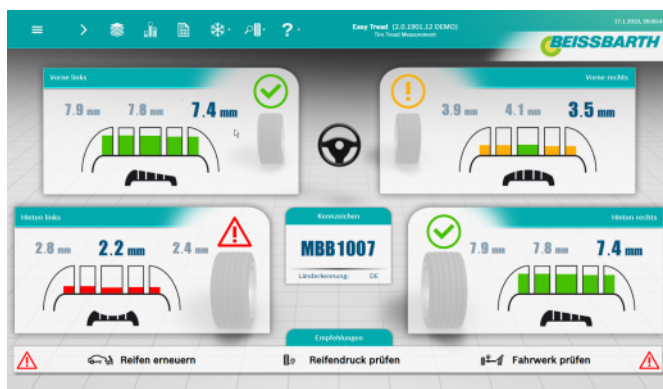 Easy Tread (2.0.1901.12 DEMO)
Tire Tread Measurement
BEISSBARTH
Vorne links
7.9 mm 7.8 mm 7.4 mm
Vorne rechts
3.9 mm 4.1 mm 3.5 mm
Hinten links
2.8 mm 2.2 mm 2.4 mm
Kennzeichen
MBB1007
Länderkennung: DE
Hinten rechts
7.9 mm 7.8 mm 7.4 mm
Empfehlungen
Reifen erneuern
Reifendruck prüfen
Fahrwerk prüfen